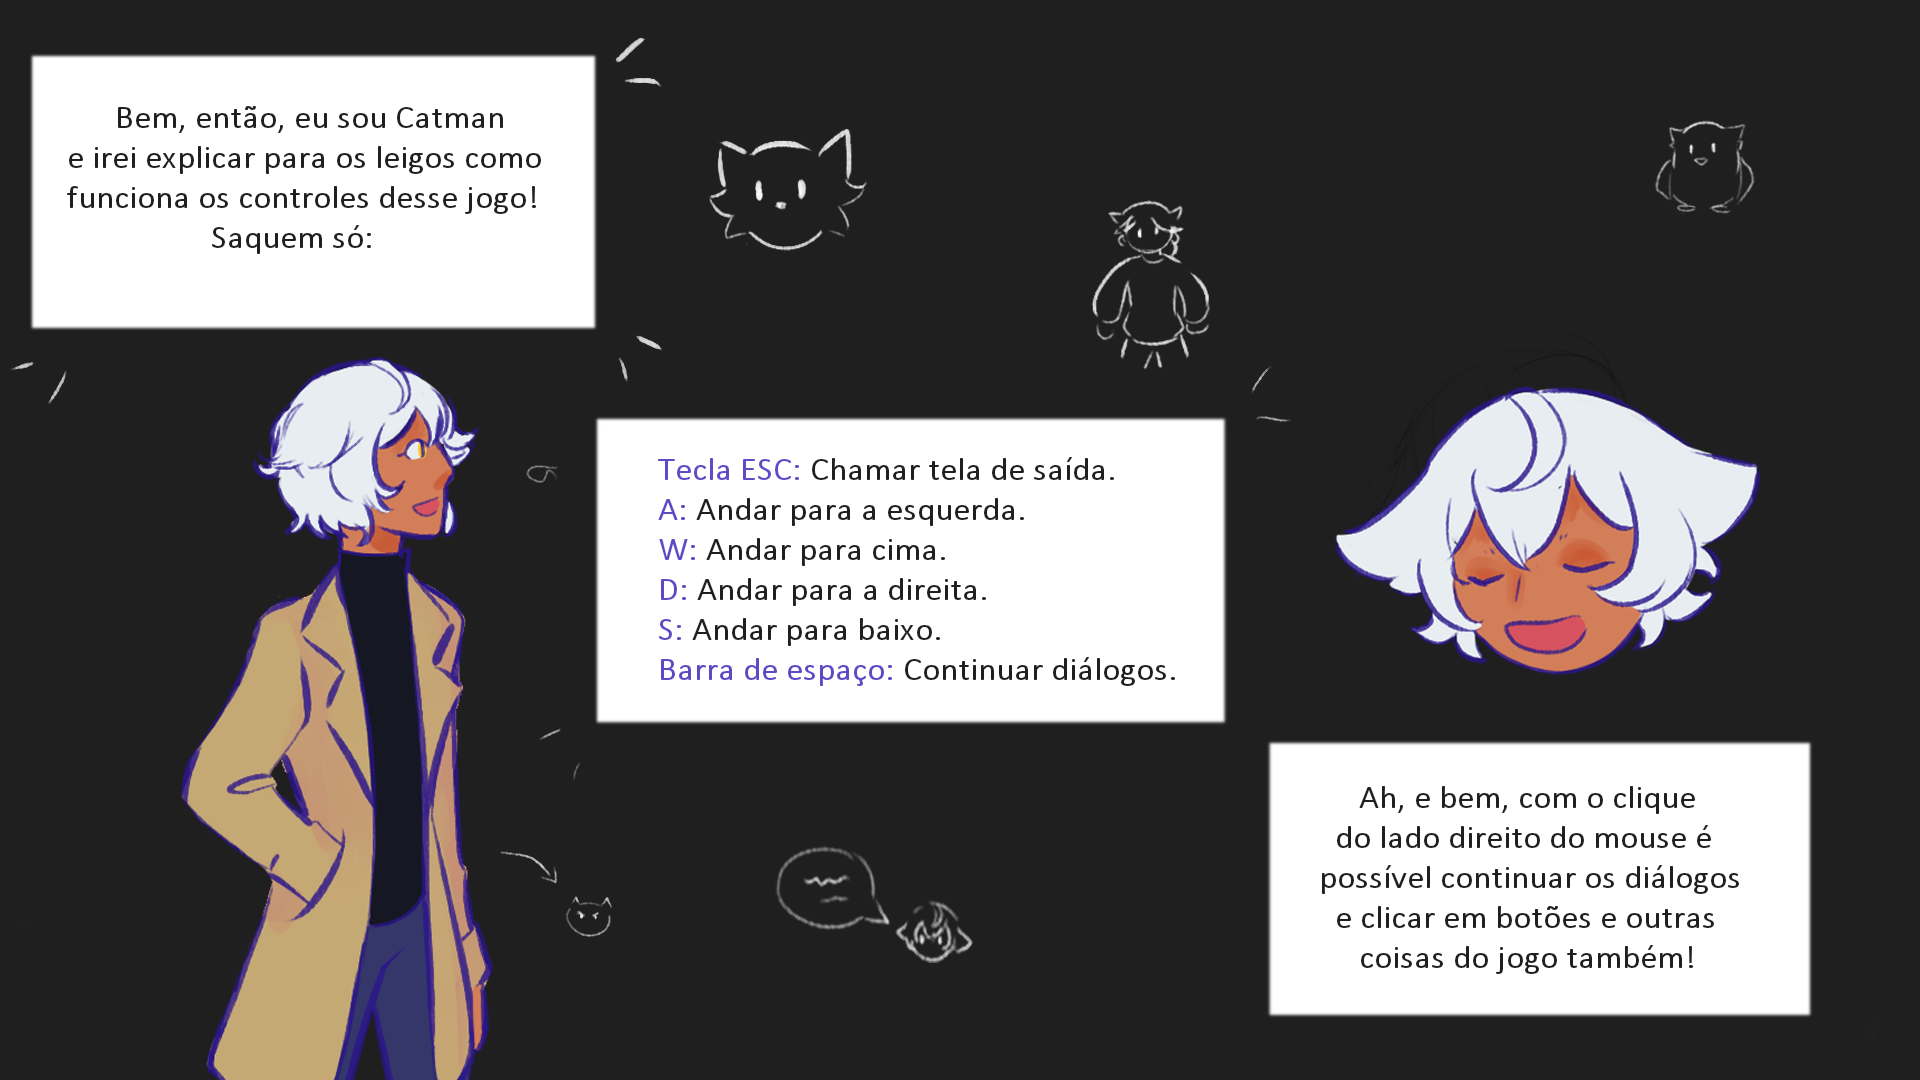 Bem, então, eu sou Catman
e irei explicar para os leigos como
funciona os controles desse jogo!
Saquem só:
Tecla ESC: Chamar tela de saída.
A: Andar para a esquerda.
W: Andar para cima.
D: Andar para a direita.
S: Andar para baixo.
Barra de espaço: Continuar diálogos.
Ah, e bem, com o clique
do lado direito do mouse é
possível continuar os diálogos
e clicar em botões e outras
coisas do jogo também!